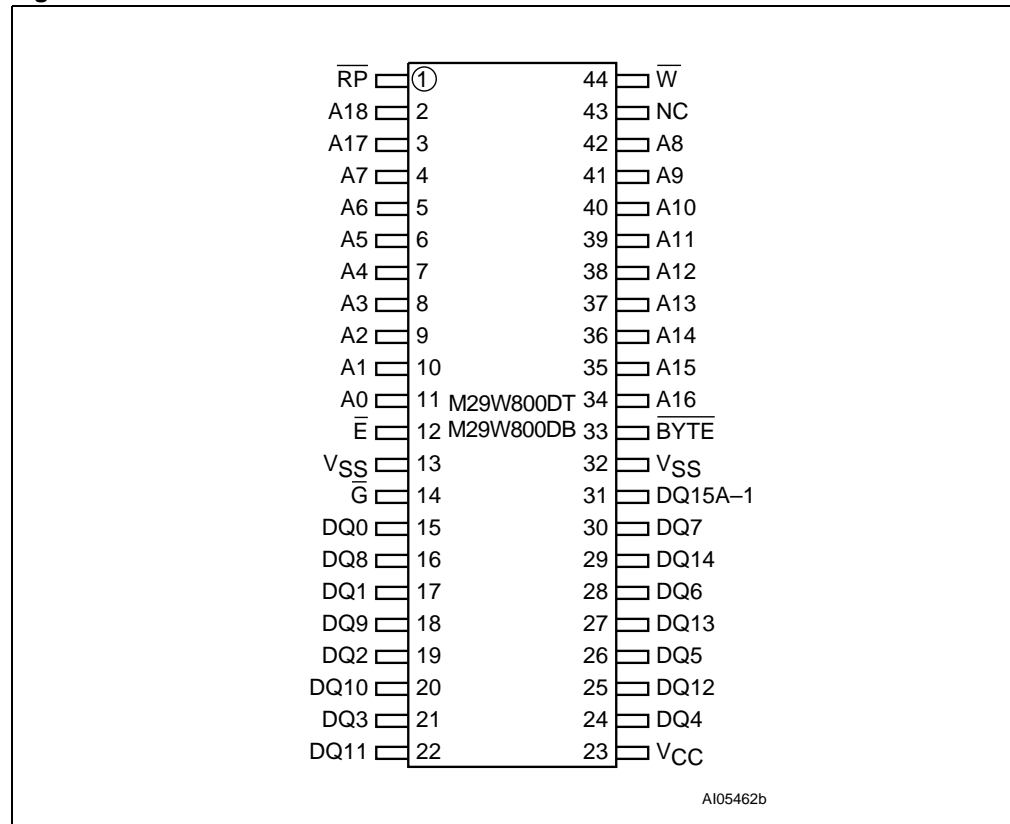 R̅P̅ 1 44 W̅
A18 2 43 NC
A17 3 42 A8
A7 4 41 A9
A6 5 40 A10
A5 6 39 A11
A4 7 38 A12
A3 8 37 A13
A2 9 36 A14
A1 10 35 A15
A0 11 M29W800DT 34 A16
E̅ 12 M29W800DB 33 B̅Y̅T̅E̅
VSS 13 32 VSS
G̅ 14 31 DQ15A–1
DQ0 15 30 DQ7
DQ8 16 29 DQ14
DQ1 17 28 DQ6
DQ9 18 27 DQ13
DQ2 19 26 DQ5
DQ10 20 25 DQ12
DQ3 21 24 DQ4
DQ11 22 23 VCC
AI05462b